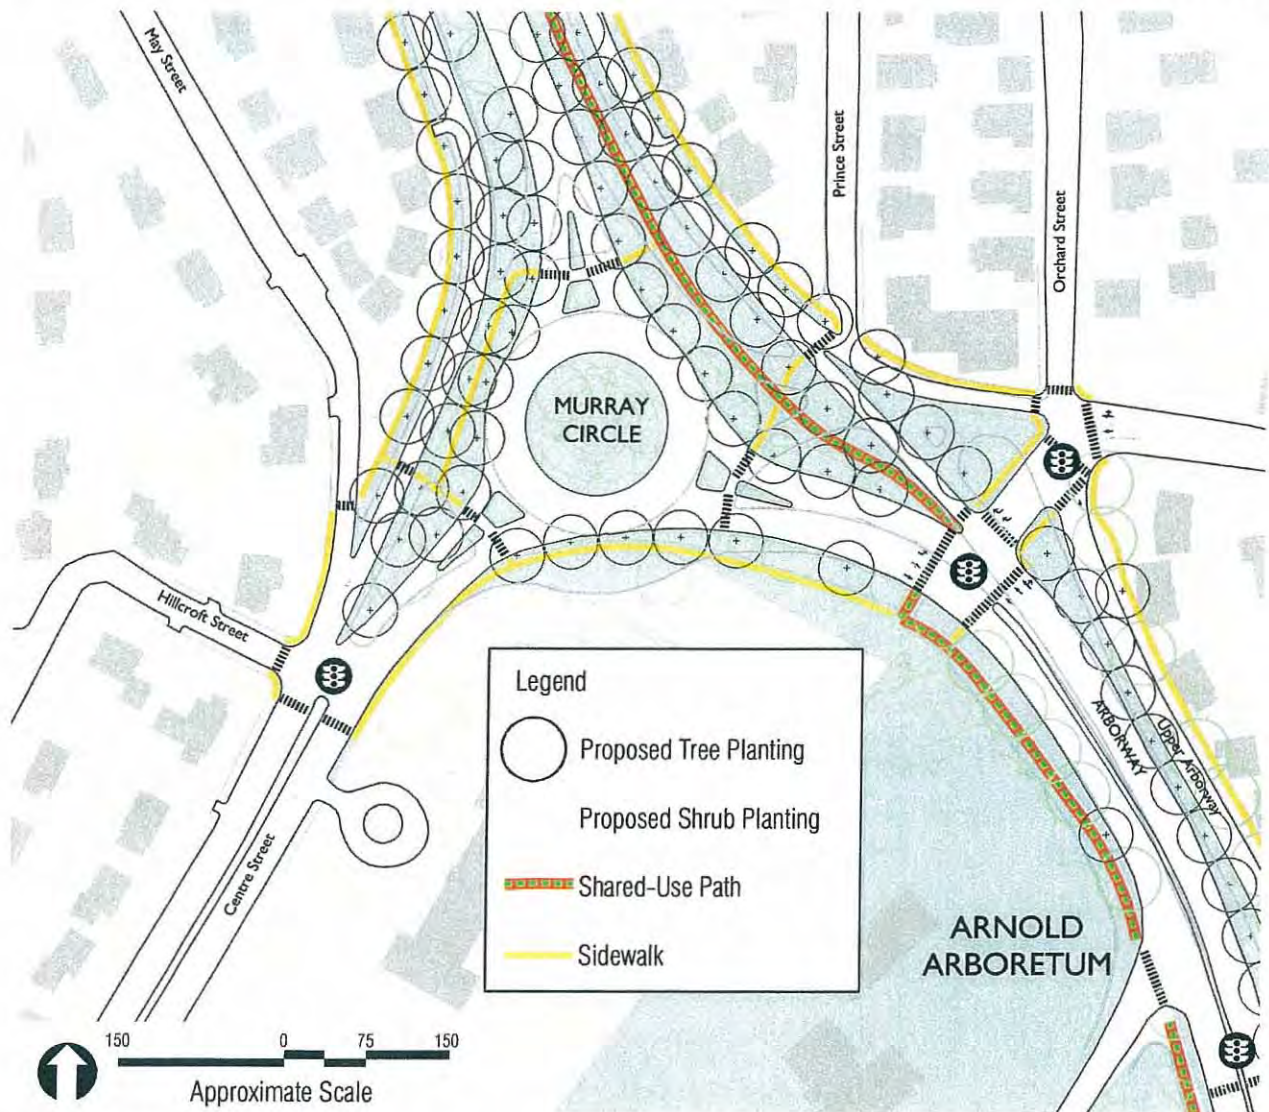 May Street
Prince Street
Orchard Street
MURRAY
CIRCLE
Hillcroft Street
Centre Street
ARBORWAY
Upper Arborway
Legend
Proposed Tree Planting
Proposed Shrub Planting
Shared-Use Path
Sidewalk
ARNOLD
ARBORETUM
150 0 75 150
Approximate Scale